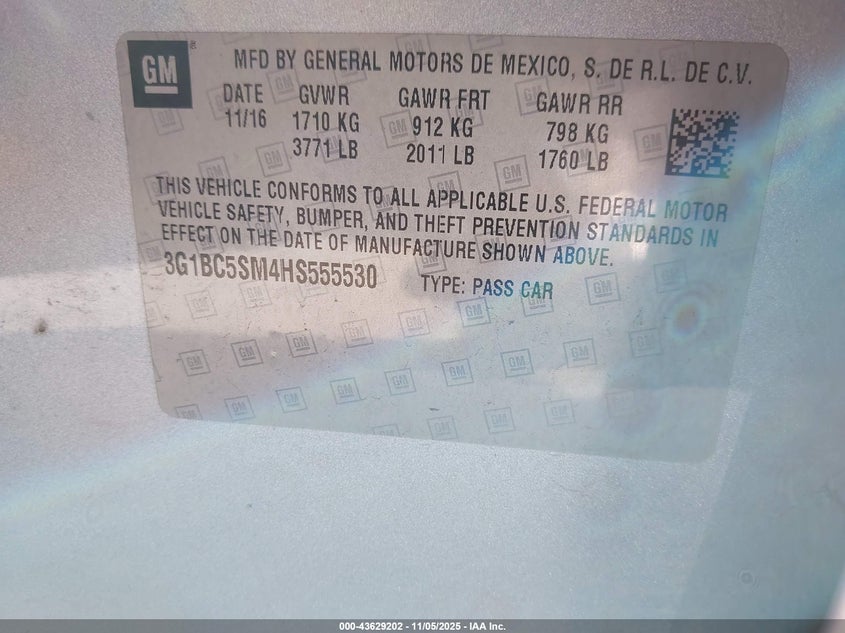 GM
MFD BY GENERAL MOTORS DE MEXICO, S. DE R.L. DE C.V.
DATE GVWR GAWR FRT GAWR RR
11/16 1710 KG 912 KG 798 KG
3771 LB 2011 LB 1760 LB
THIS VEHICLE CONFORMS TO ALL APPLICABLE U.S. FEDERAL MOTOR
VEHICLE SAFETY, BUMPER, AND THEFT PREVENTION STANDARDS IN
EFFECT ON THE DATE OF MANUFACTURE SHOWN ABOVE.
3G1BC5SM4HS555530 TYPE: PASS CAR
000-43629202 - 11/05/2025 - IAA Inc.